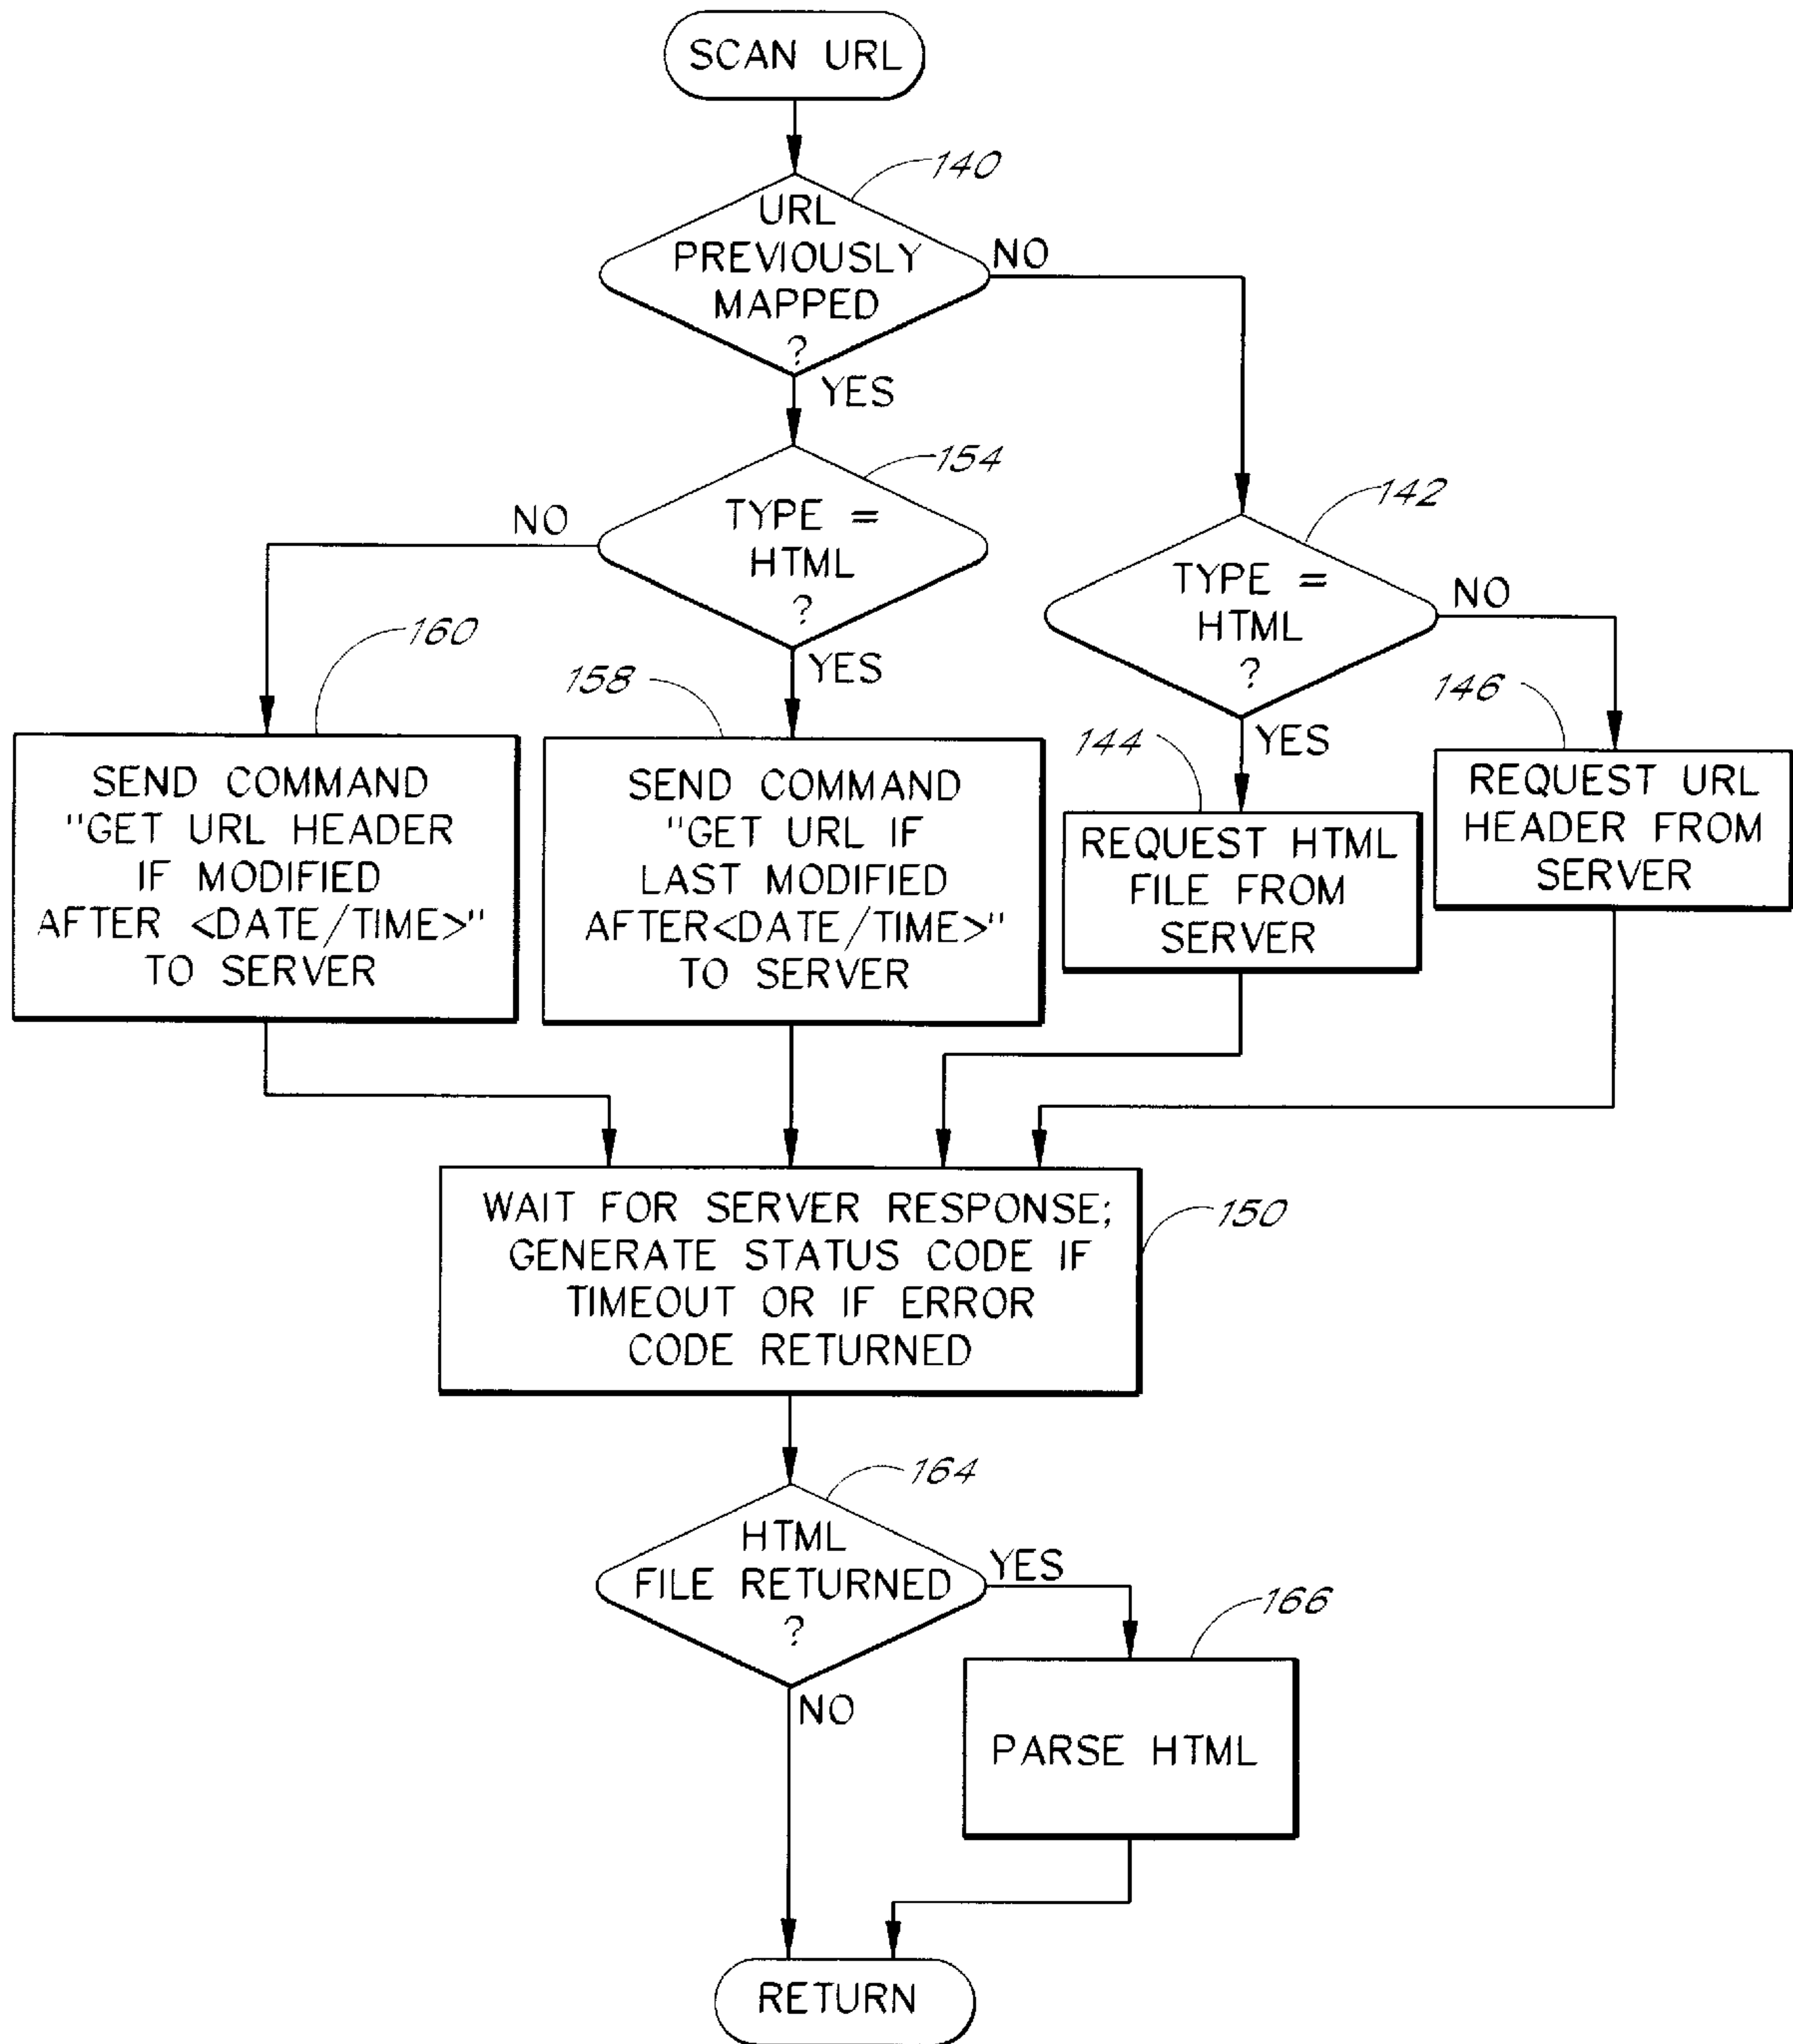 SCAN URL
140
URL
PREVIOUSLY
MAPPED
?
NO
YES
154
TYPE =
HTML
?
NO
YES
142
TYPE =
HTML
?
NO
YES
160
SEND COMMAND
"GET URL HEADER
IF MODIFIED
AFTER <DATE/TIME>"
TO SERVER
158
SEND COMMAND
"GET URL IF
LAST MODIFIED
AFTER<DATE/TIME>"
TO SERVER
144
REQUEST HTML
FILE FROM
SERVER
146
REQUEST URL
HEADER FROM
SERVER
150
WAIT FOR SERVER RESPONSE;
GENERATE STATUS CODE IF
TIMEOUT OR IF ERROR
CODE RETURNED
164
HTML
FILE RETURNED
?
YES
NO
166
PARSE HTML
RETURN